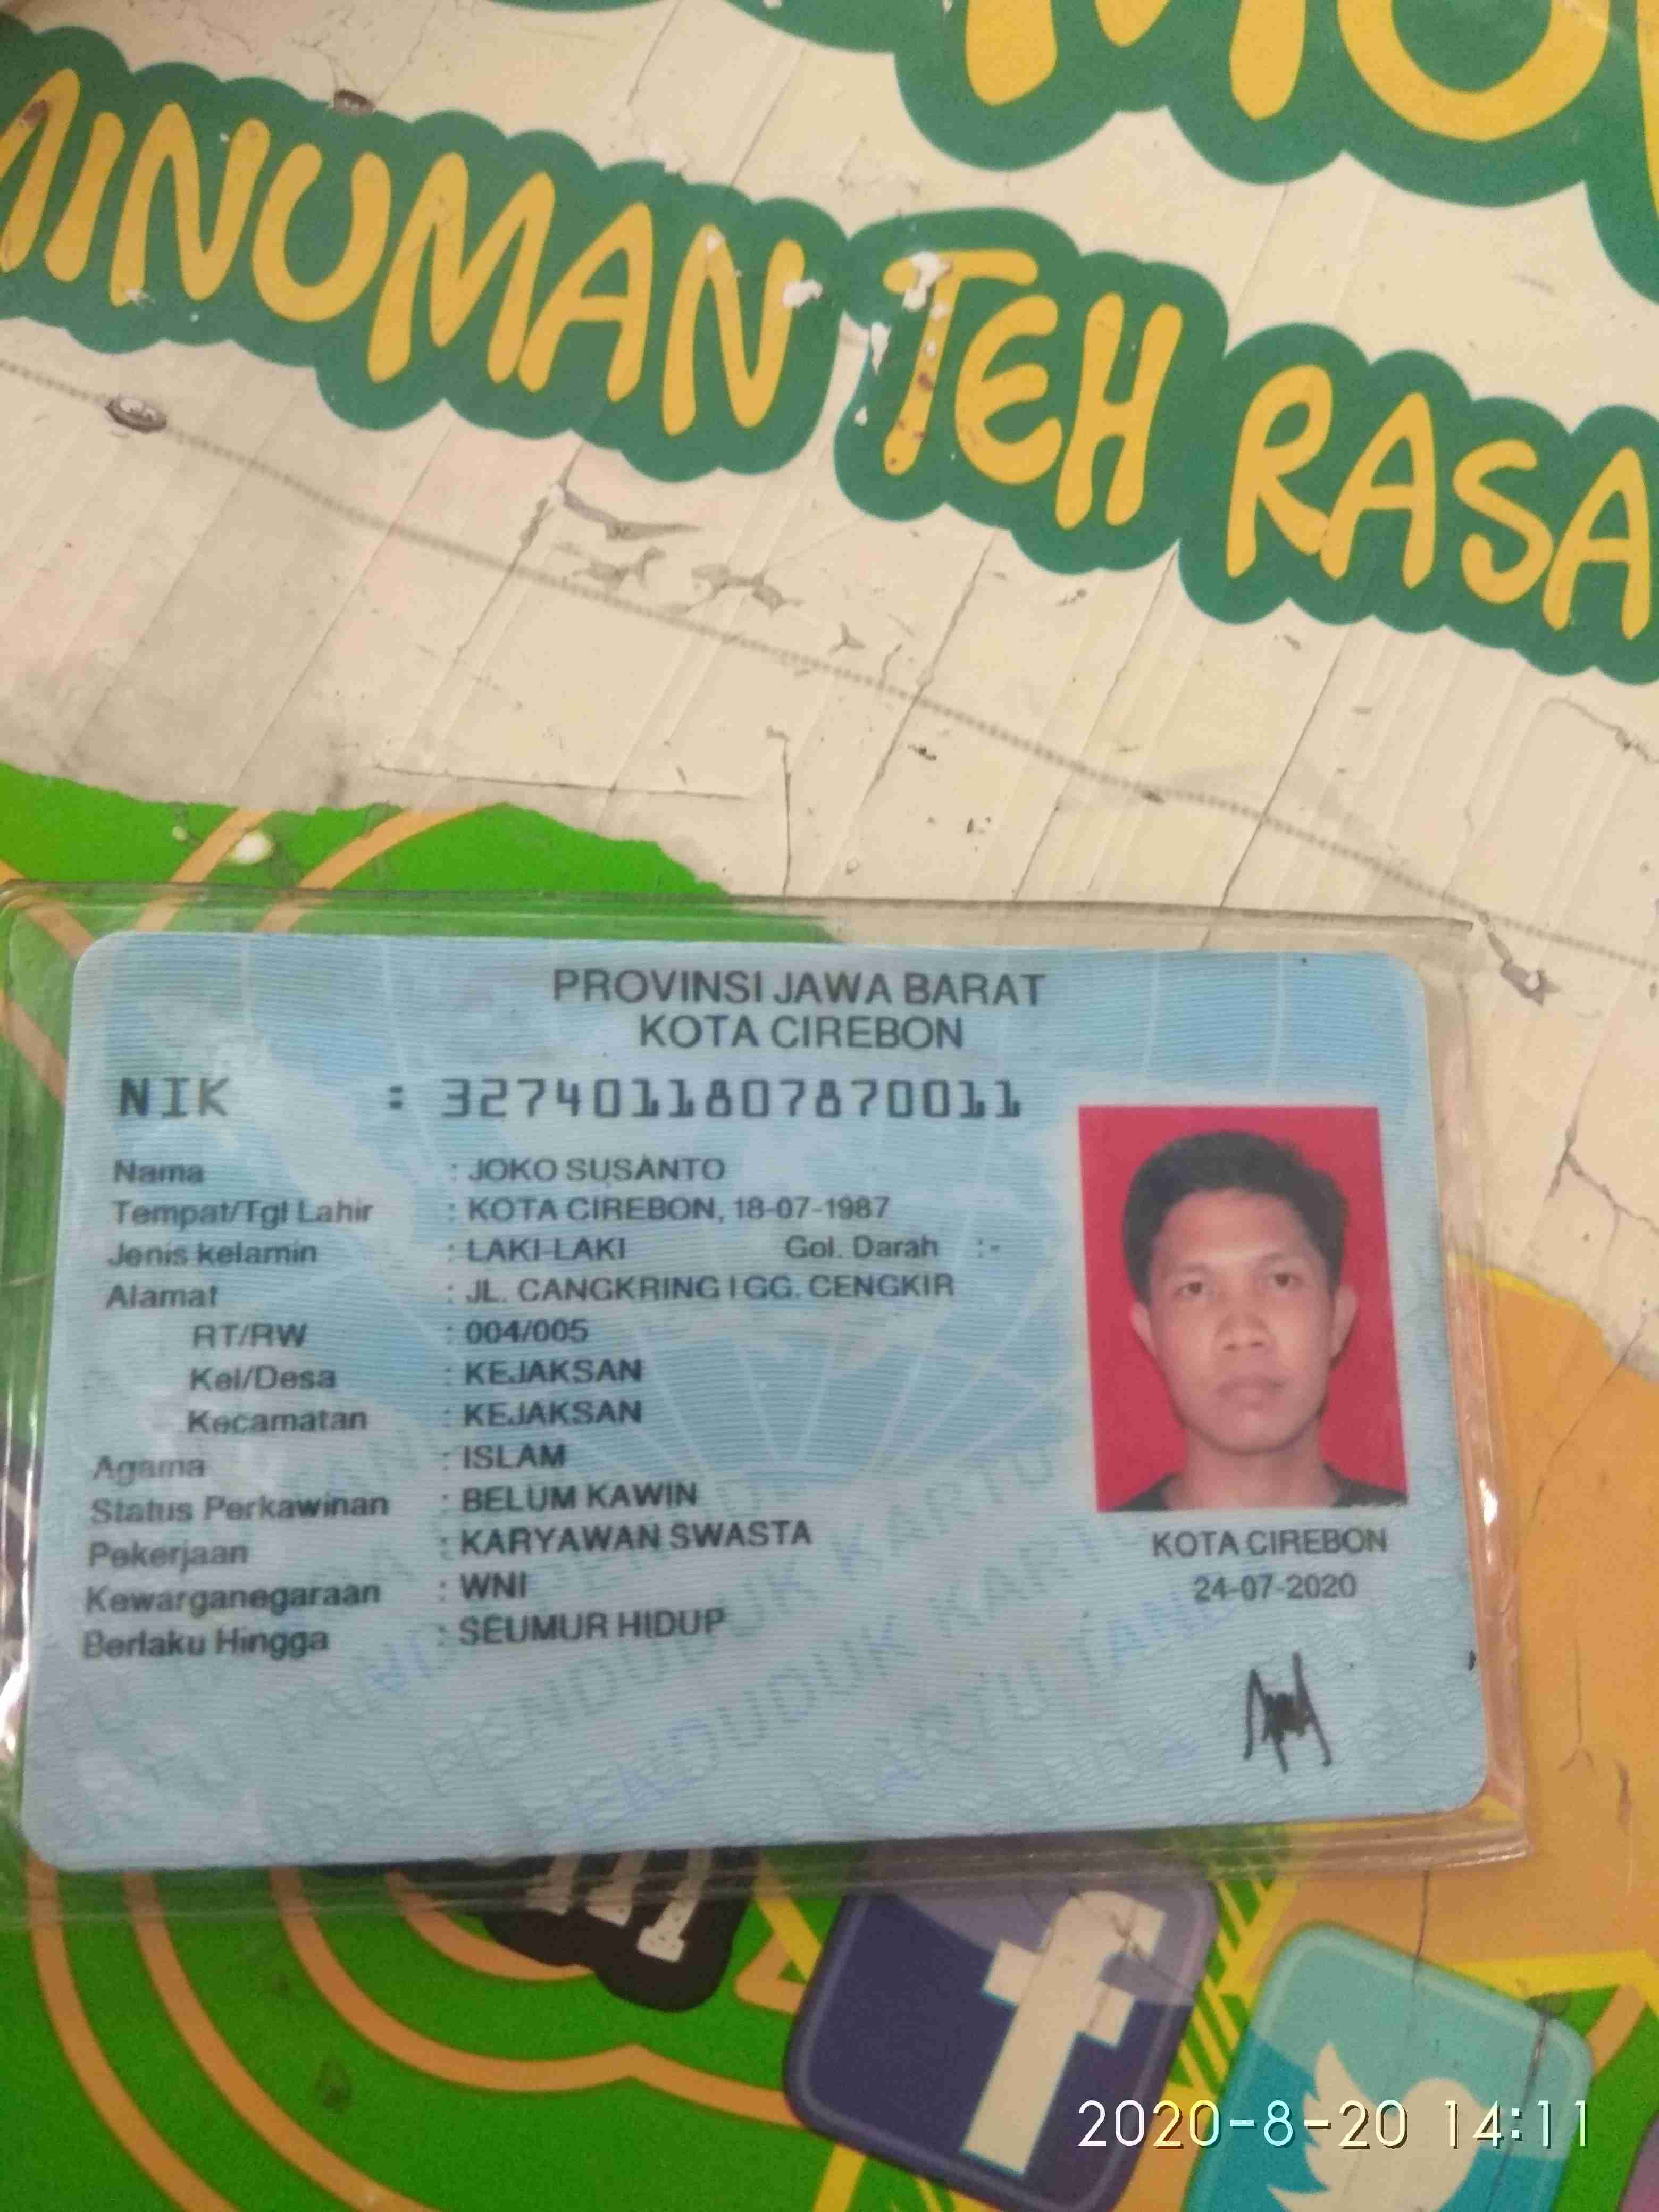 MINUMAN TEH RASA
PROVINSI JAWA BARAT
KOTA CIREBON
NIK : 3274011807870011
Nama : JOKO SUSANTO
Tempat/Tgl Lahir : KOTA CIREBON, 18-07-1987
Jenis kelamin : LAKI-LAKI Gol. Darah :-
Alamat : JL. CANGKRING I GG. CENGKIR
RT/RW : 004/005
Kel/Desa : KEJAKSAN
Kecamatan : KEJAKSAN
Agama : ISLAM
Status Perkawinan : BELUM KAWIN
Pekerjaan : KARYAWAN SWASTA
Kewarganegaraan : WNI
Berlaku Hingga : SEUMUR HIDUP
KOTA CIREBON
24-07-2020
f
2020-8-20 14:11